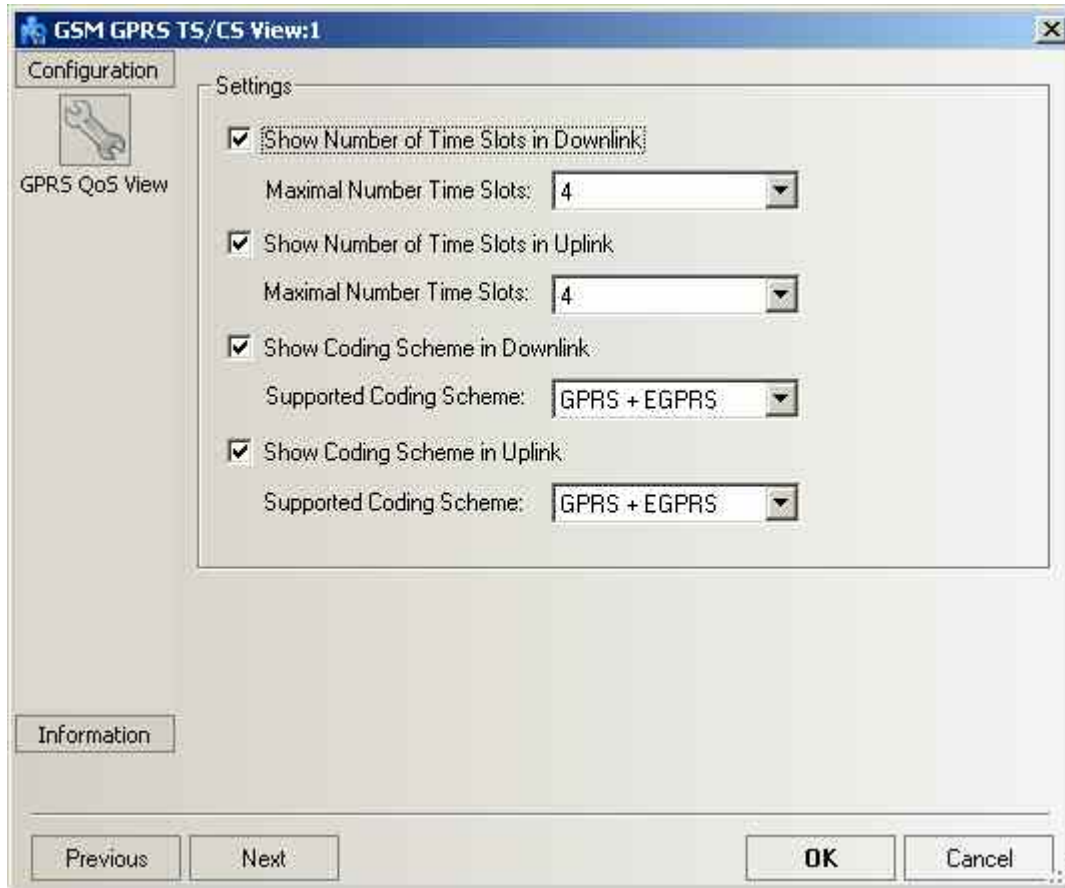 GSM GPRS TS/CS View:1
Configuration
GPRS QoS View
Settings
Show Number of Time Slots in Downlink
Maximal Number Time Slots: 4
Show Number of Time Slots in Uplink
Maximal Number Time Slots: 4
Show Coding Scheme in Downlink
Supported Coding Scheme: GPRS + EGPRS
Show Coding Scheme in Uplink
Supported Coding Scheme: GPRS + EGPRS
Information
Previous Next OK Cancel